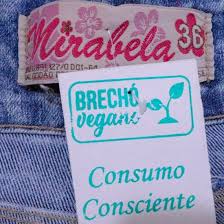 Mirabela
36
BRECHÓ
vegano
Consumo
Consciente